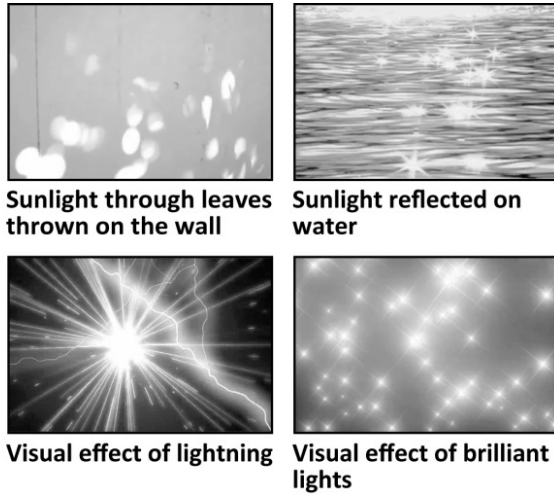 Sunlight through leaves
thrown on the wall
Sunlight reflected on
water
Visual effect of lightning
Visual effect of brilliant
lights